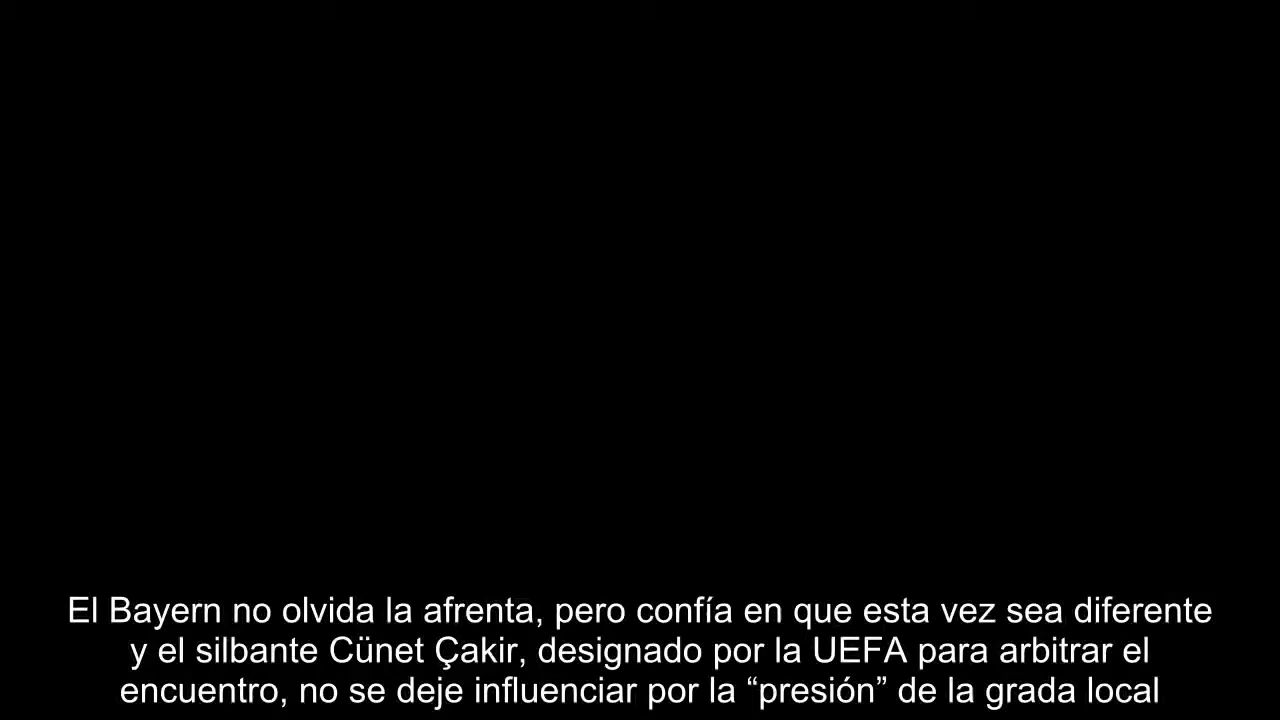 El Bayern no olvida la afrenta, pero confía en que esta vez sea diferente
y el silbante Cünet Çakir, designado por la UEFA para arbitrar el
encuentro, no se deje influenciar por la “presión” de la grada local